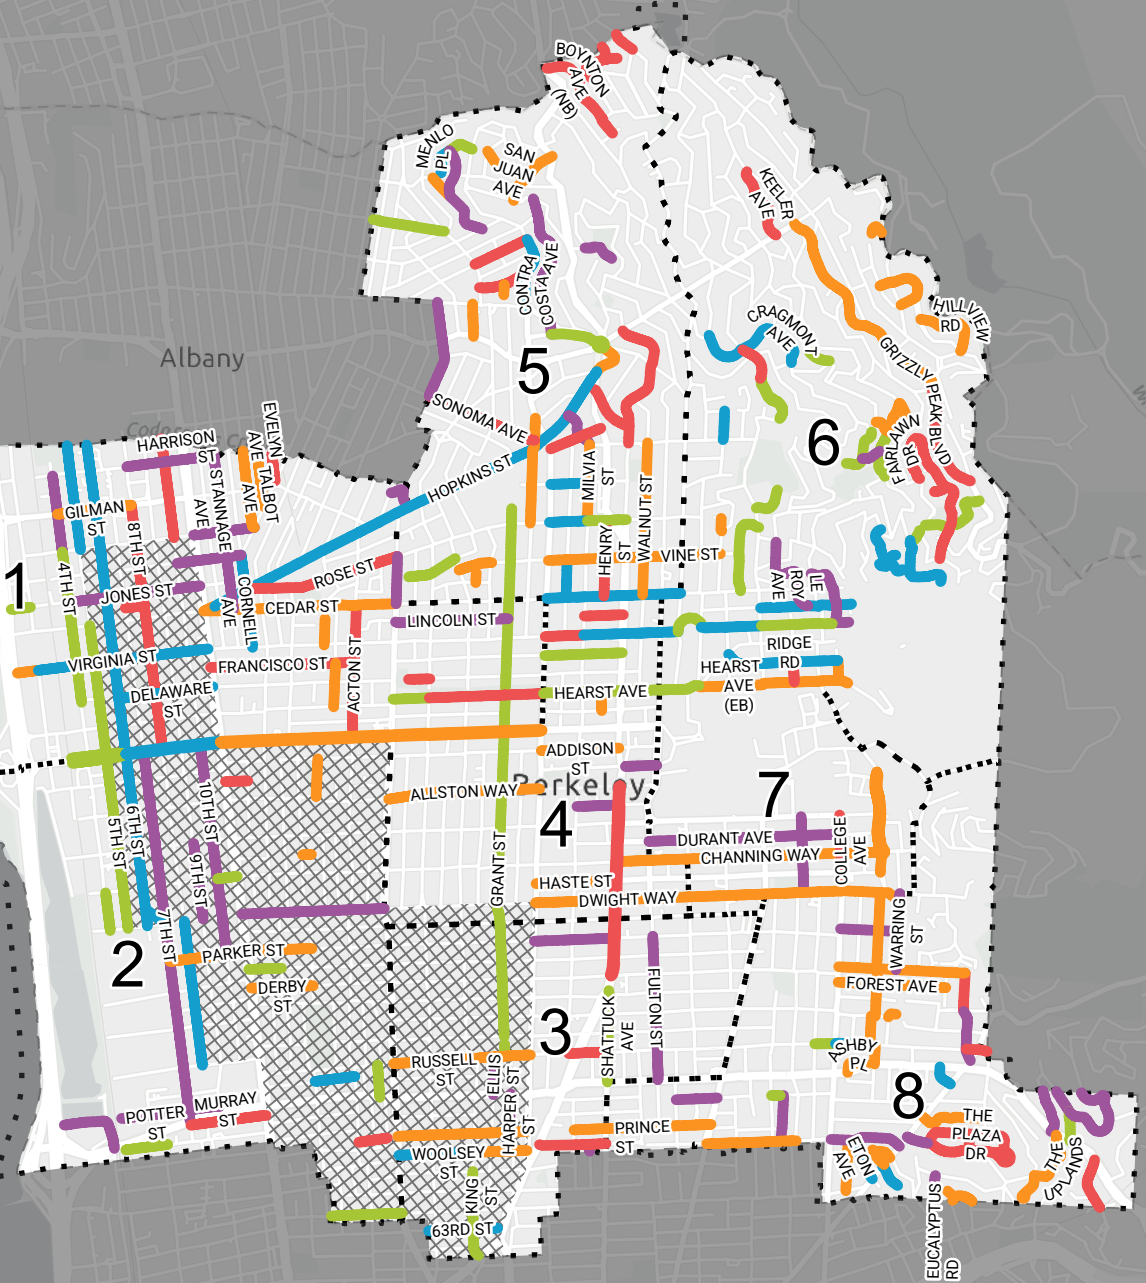 BOYNTON
AVE
(NB)
MENLO
PL
SAN
JUAN
AVE
KEELER
AVE
CONTRA
COSTA AVE
HILLVIEW
RD
CRAGMONT
AVE
GRIZZLY PEAK BLVD
Albany
5
SONOMA AVE
EVELYN
AVE
TALBOT
AVE
HARRISON
ST
STANNAGE
AVE
6
FAIRLAWN
DR
HOPKINS ST
MILVIA
ST
WALNUT ST
HENRY
ST
GILMAN
ST
8TH ST
VINE ST
1
4TH ST
JONES ST
ROSE ST
CORNELL
AVE
CEDAR ST
LINCOLN ST
LE
ROY
AVE
VIRGINIA ST
FRANCISCO ST
ACTON ST
RIDGE
RD
DELAWARE
ST
HEARST AVE
HEARST
AVE
(EB)
ADDISON
ST
Berkeley
ALLSTON WAY
7
4
10TH ST
6TH ST
5TH ST
9TH ST
7TH ST
GRANT ST
DURANT AVE
CHANNING WAY
COLLEGE
AVE
HASTE ST
DWIGHT WAY
WARRING
ST
2
PARKER ST
DERBY
ST
FOREST AVE
3
SHATTUCK
AVE
FULTON ST
RUSSELL
ST
ELLIS
ST
HARPER
ST
ASHBY
PL
8
POTTER
ST
MURRAY
ST
PRINCE
ST
WOOLSEY
ST
THE
PLAZA
DR
ETON
AVE
THE
UPLANDS
KING
ST
63RD ST
EUCALYPTUS
RD